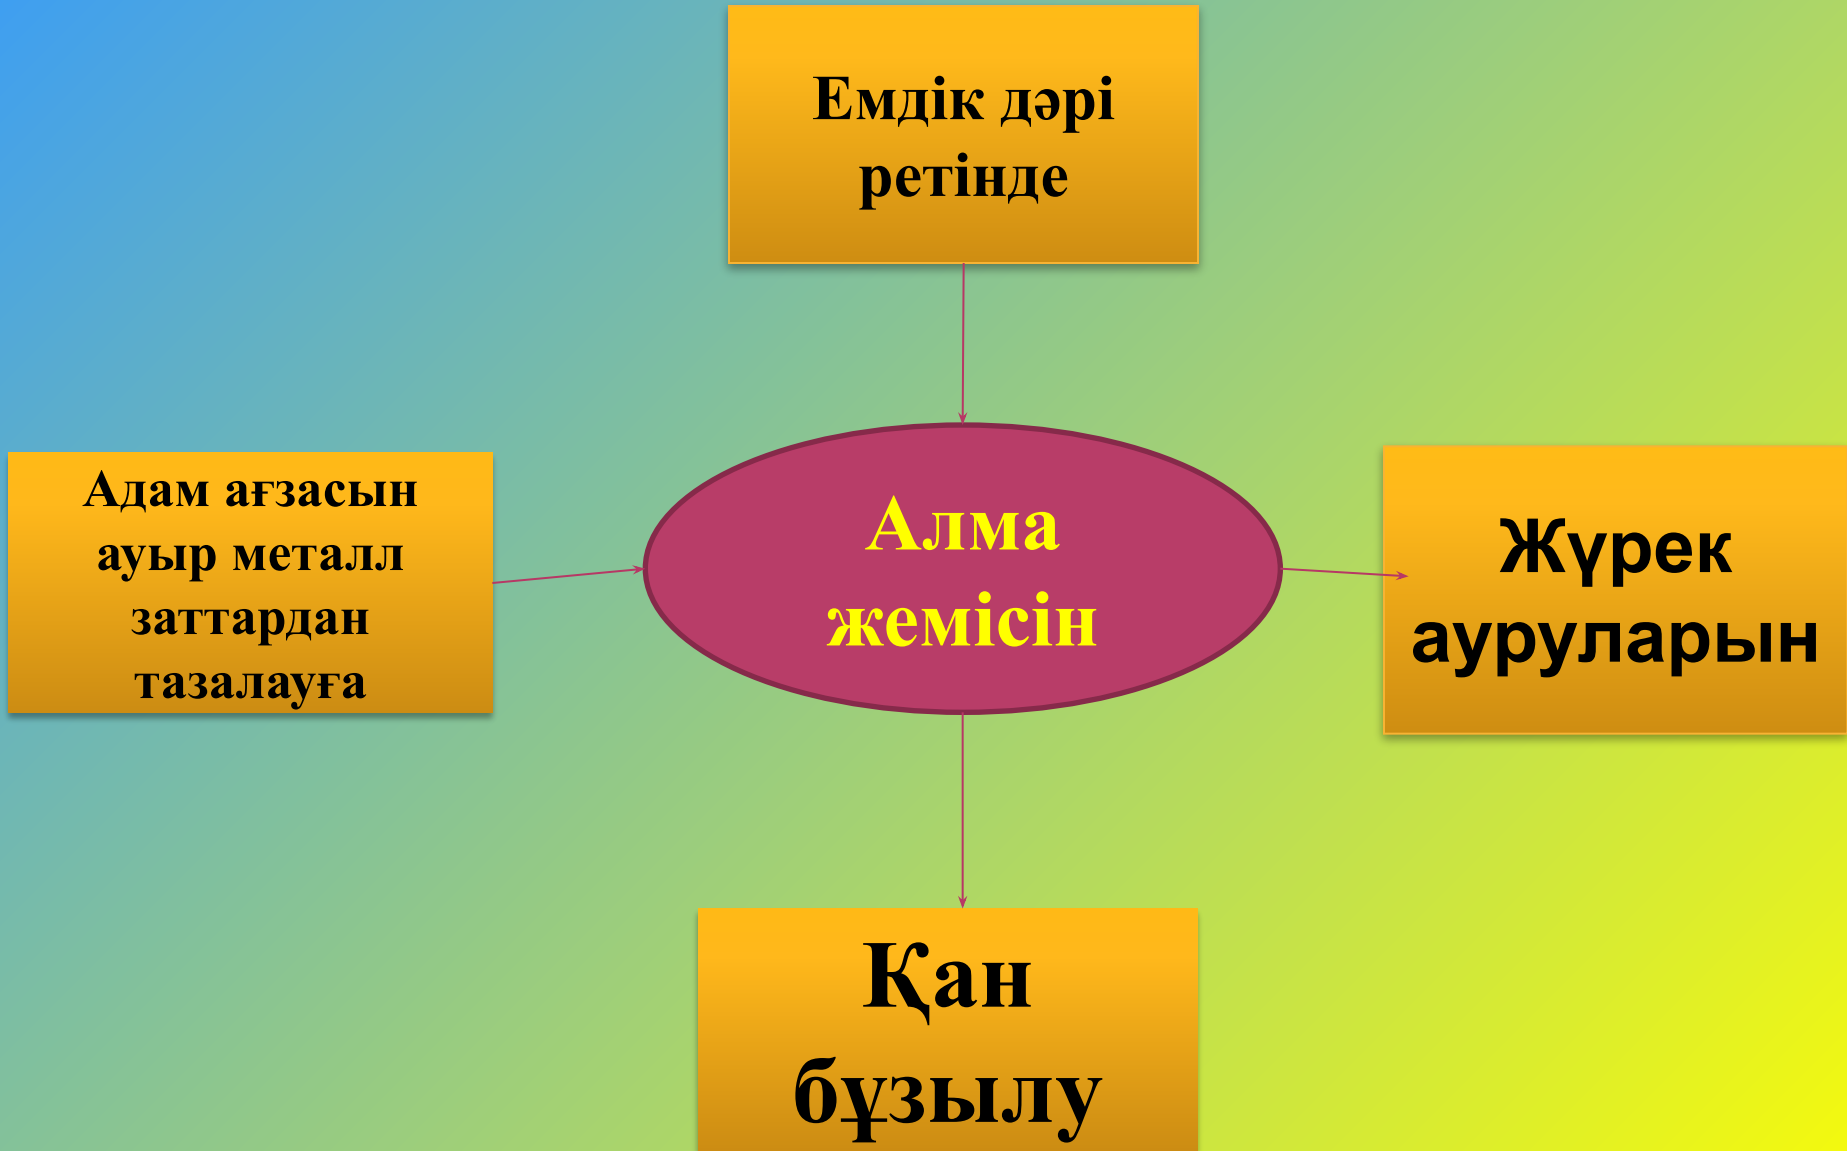 Емдік дәрі
ретінде
Адам ағзасын
ауыр металл
заттардан
тазалауға
Алма
жемісін
Жүрек
ауруларын
Қан
бұзылу